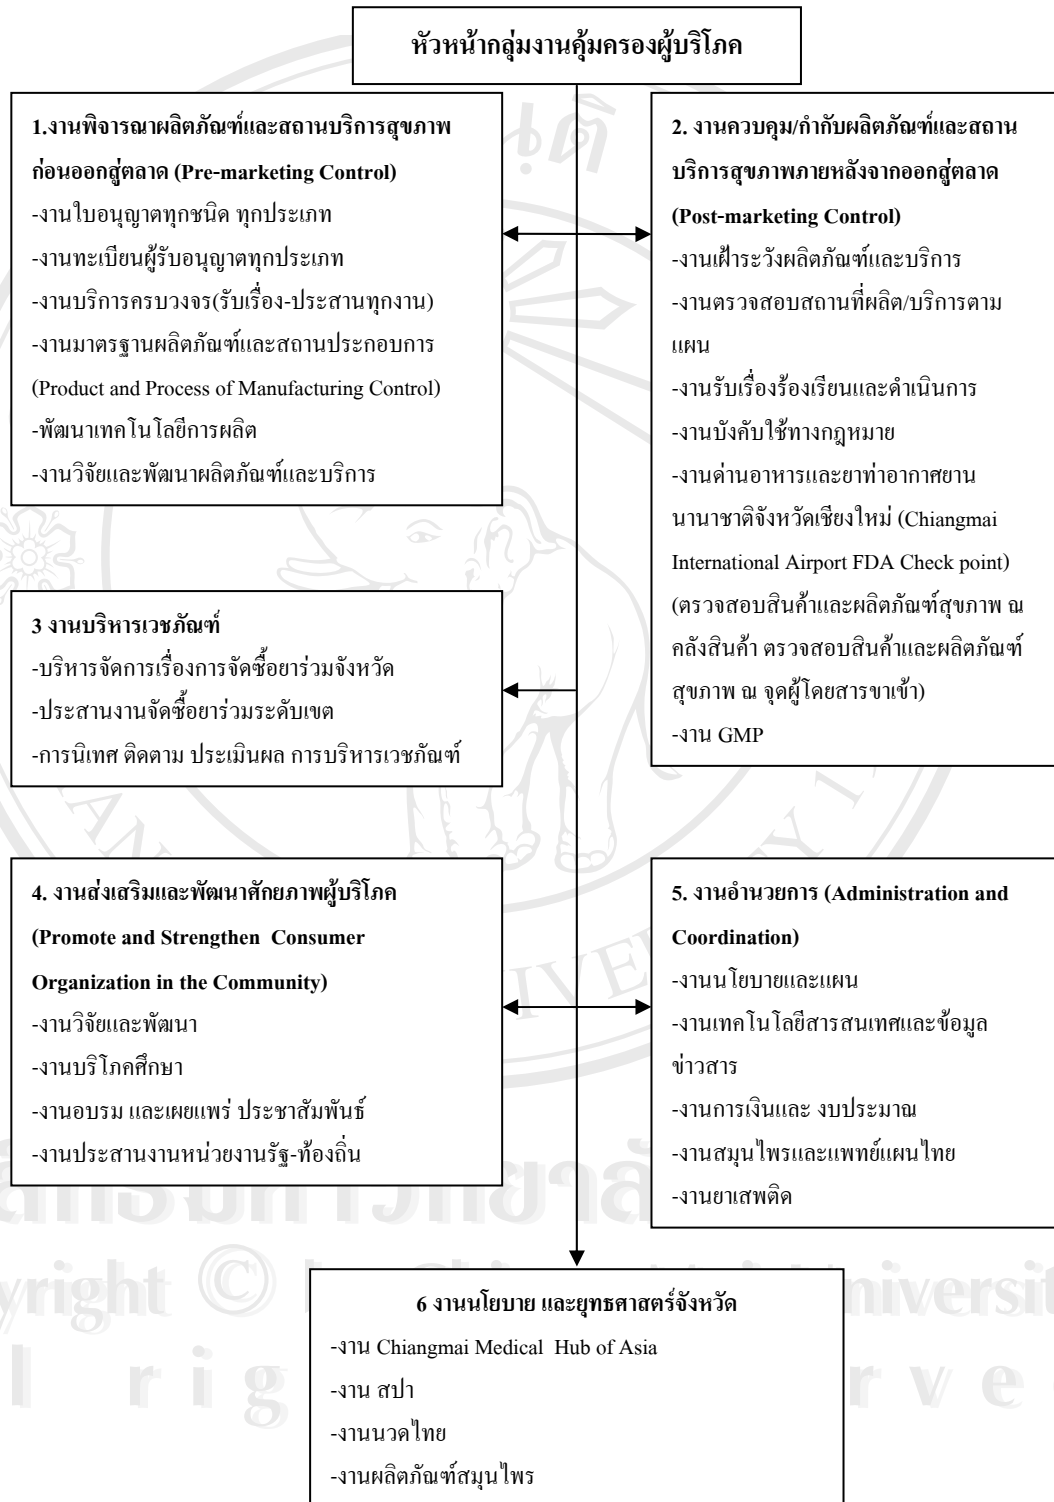 หัวหน้ากลุ่มงานคุ้มครองผู้บริโภค
1.งานพิจารณาผลิตภัณฑ์และสถานบริการสุขภาพ
ก่อนออกสู่ตลาด (Pre-marketing Control)
-งานใบอนุญาตทุกชนิด ทุกประเภท
-งานทะเบียนผู้รับอนุญาตทุกประเภท
-งานบริการครบวงจร(รับเรื่อง-ประสานทุกงาน)
-งานมาตรฐานผลิตภัณฑ์และสถานประกอบการ
(Product and Process of Manufacturing Control)
-พัฒนาเทคโนโลยีการผลิต
-งานวิจัยและพัฒนาผลิตภัณฑ์และบริการ
2. งานควบคุม/กำกับผลิตภัณฑ์และสถาน
บริการสุขภาพภายหลังจากออกสู่ตลาด
(Post-marketing Control)
-งานเฝ้าระวังผลิตภัณฑ์และบริการ
-งานตรวจสอบสถานที่ผลิต/บริการตาม
แผน
-งานรับเรื่องร้องเรียนและดำเนินการ
-งานบังคับใช้ทางกฎหมาย
-งานด่านอาหารและยาท่าอากาศยาน
นานาชาติจังหวัดเชียงใหม่ (Chiangmai
International Airport FDA Check point)
(ตรวจสอบสินค้าและผลิตภัณฑ์สุขภาพ ณ
คลังสินค้า ตรวจสอบสินค้าและผลิตภัณฑ์
สุขภาพ ณ จุดผู้โดยสารขาเข้า)
-งาน GMP
3 งานบริหารเวชภัณฑ์
-บริหารจัดการเรื่องการจัดซื้อยาร่วมจังหวัด
-ประสานงานจัดซื้อยาร่วมระดับเขต
-การนิเทศ ติดตาม ประเมินผล การบริหารเวชภัณฑ์
4. งานส่งเสริมและพัฒนาศักยภาพผู้บริโภค
(Promote and Strengthen Consumer
Organization in the Community)
-งานวิจัยและพัฒนา
-งานบริโภคศึกษา
-งานอบรม และเผยแพร่ ประชาสัมพันธ์
-งานประสานงานหน่วยงานรัฐ-ท้องถิ่น
5. งานอำนวยการ (Administration and
Coordination)
-งานนโยบายและแผน
-งานเทคโนโลยีสารสนเทศและข้อมูล
ข่าวสาร
-งานการเงินและ งบประมาณ
-งานสมุนไพรและแพทย์แผนไทย
-งานยาเสพติด
6 งานนโยบาย และยุทธศาสตร์จังหวัด
-งาน Chiangmai Medical Hub of Asia
-งาน สปา
-งานนวดไทย
-งานผลิตภัณฑ์สมุนไพร